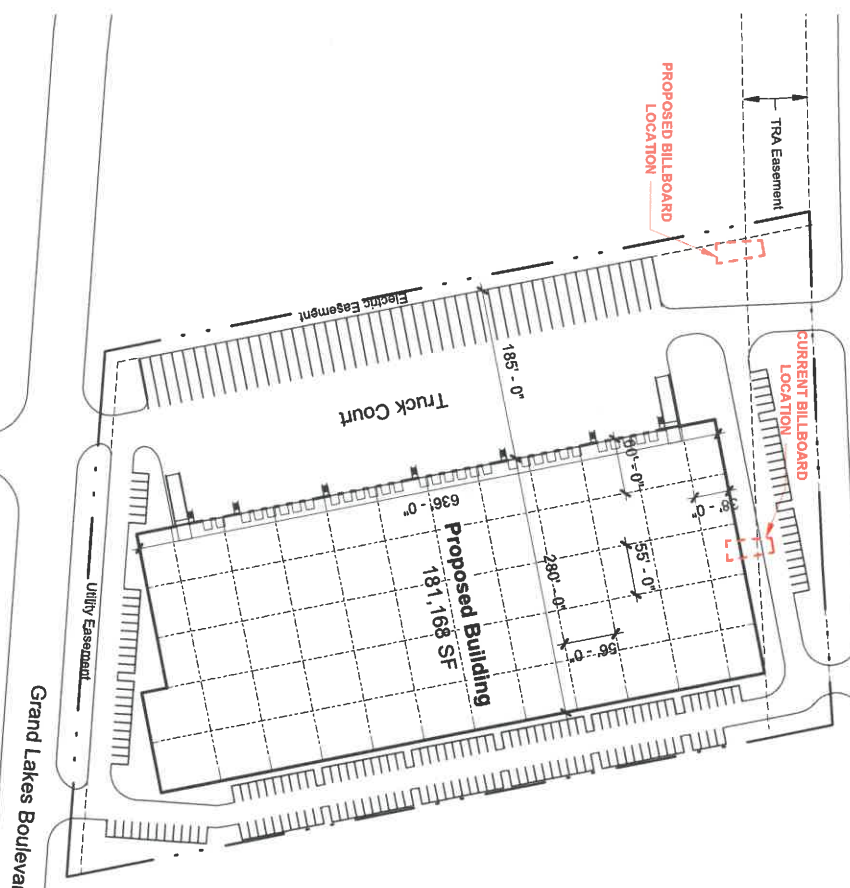 TRA Easement
PROPOSED BILLBOARD
LOCATION
CURRENT BILLBOARD
LOCATION
Electric Easement
185' - 0"
Truck Court
60' - 0"
38' - 0"
636' - 0"
Proposed Building
181,168 SF
280' - 0"
55' - 0"
56' - 0"
Utility Easement
Grand Lakes Boulevar